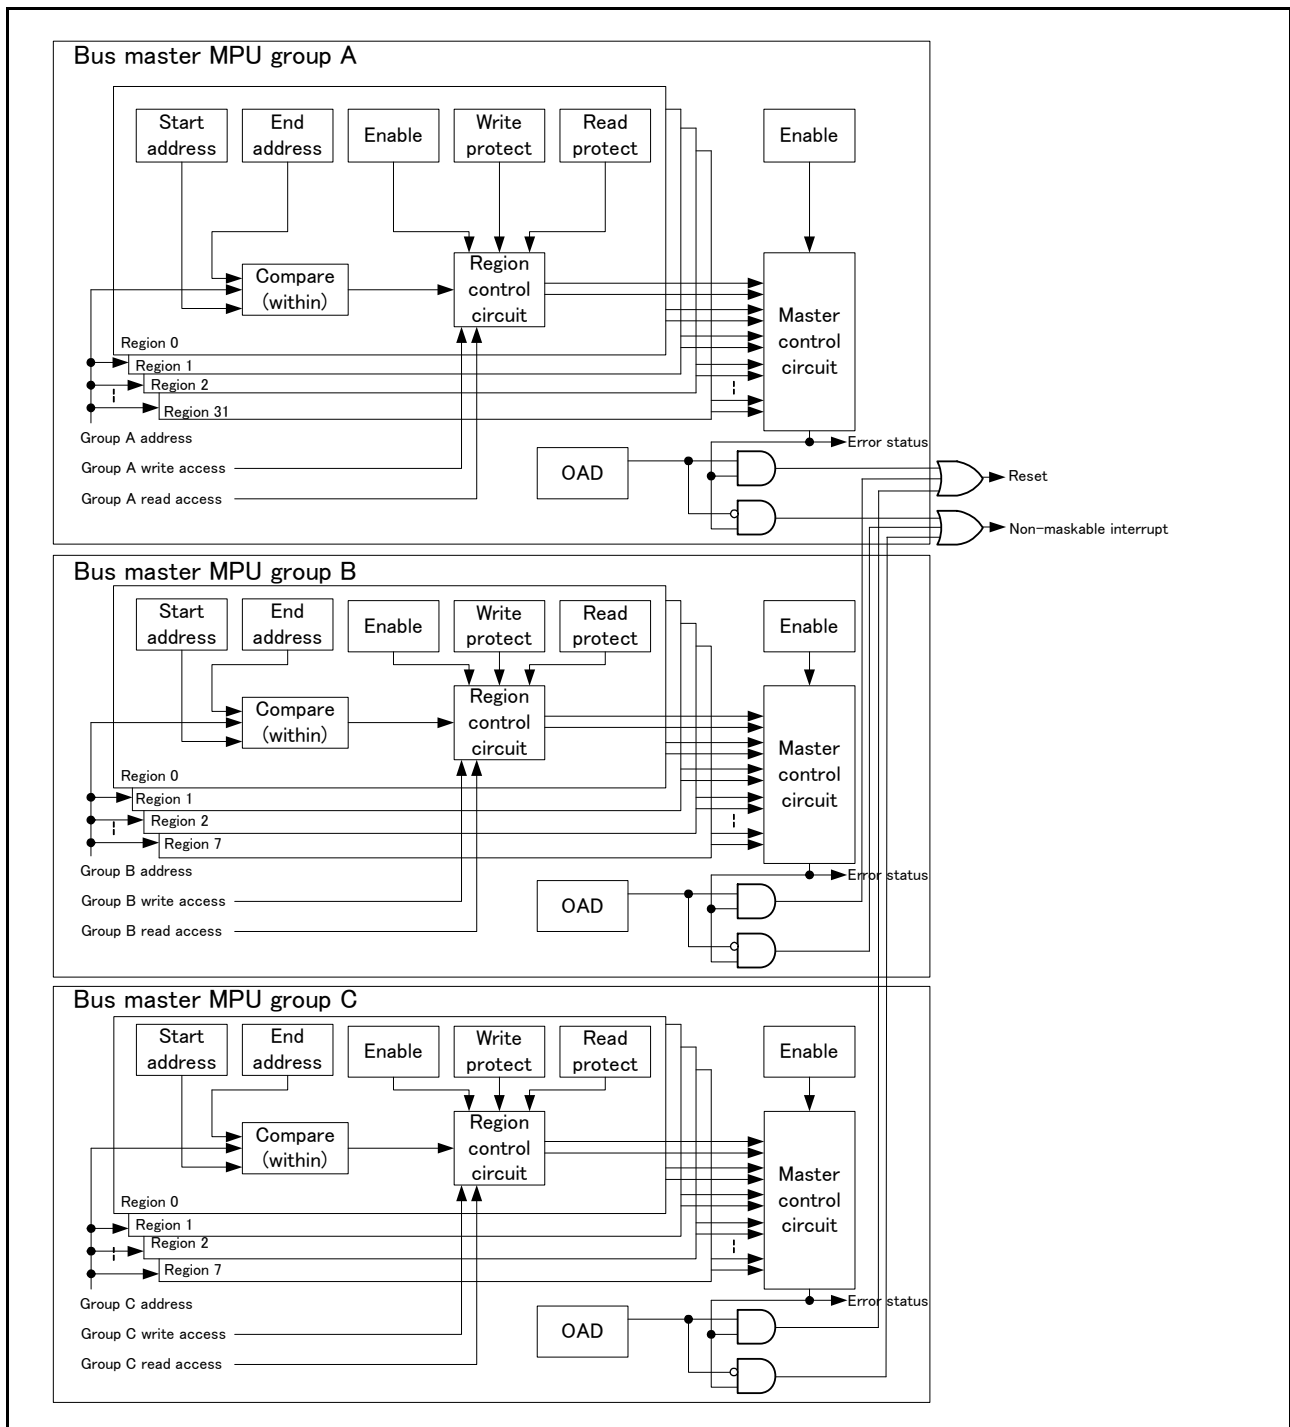 Bus master MPU group A
Start address
End address
Enable
Write protect
Read protect
Enable
Compare (within)
Region control circuit
Master control circuit
Region 0
Region 1
Region 2
Region 31
Group A address
Group A write access
Group A read access
OAD
Error status
Reset
Non-maskable interrupt
Bus master MPU group B
Start address
End address
Enable
Write protect
Read protect
Enable
Compare (within)
Region control circuit
Master control circuit
Region 0
Region 1
Region 2
Region 7
Group B address
Group B write access
Group B read access
OAD
Error status
Bus master MPU group C
Start address
End address
Enable
Write protect
Read protect
Enable
Compare (within)
Region control circuit
Master control circuit
Region 0
Region 1
Region 2
Region 7
Group C address
Group C write access
Group C read access
OAD
Error status